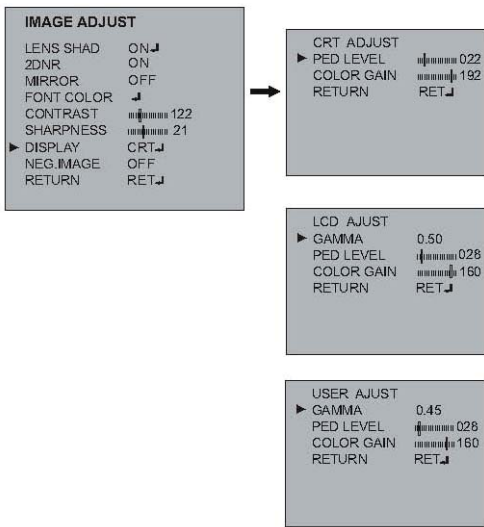 IMAGE ADJUST
LENS SHAD ON
2DNR ON
MIRROR OFF
FONT COLOR
CONTRAST 122
SHARPNESS 21
DISPLAY CRT
NEG.IMAGE OFF
RETURN RET
CRT ADJUST
PED LEVEL 022
COLOR GAIN 192
RETURN RET
LCD AJUST
GAMMA 0.50
PED LEVEL 028
COLOR GAIN 160
RETURN RET
USER AJUST
GAMMA 0.45
PED LEVEL 028
COLOR GAIN 160
RETURN RET